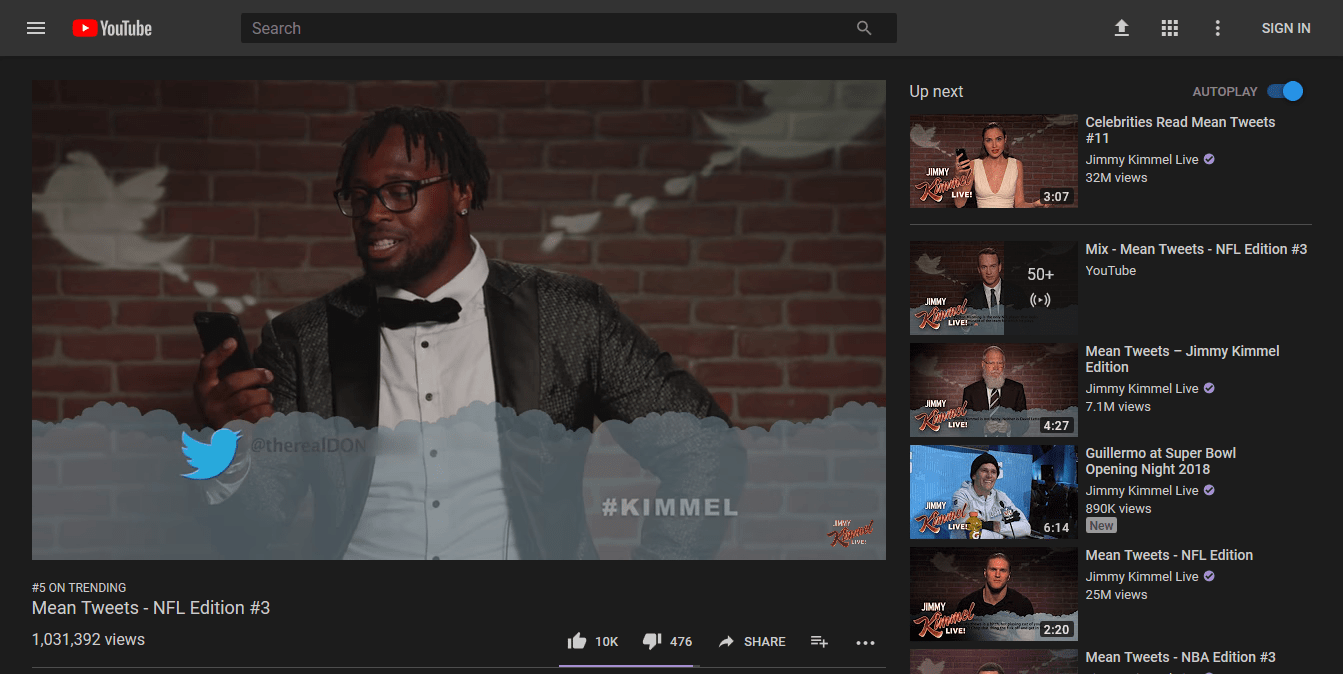 YouTube
Search
SIGN IN
@therealDON
#KIMMEL
JIMMY
Kimmel
LIVE!
#5 ON TRENDING
Mean Tweets - NFL Edition #3
1,031,392 views
10K
476
SHARE
Up next
AUTOPLAY
JIMMY
Kimmel
LIVE!
3:07
Celebrities Read Mean Tweets
#11
Jimmy Kimmel Live
32M views
50+
JIMMY
Kimmel
LIVE!
Mix - Mean Tweets - NFL Edition #3
YouTube
JIMMY
Kimmel
LIVE!
4:27
Mean Tweets – Jimmy Kimmel
Edition
Jimmy Kimmel Live
7.1M views
JIMMY
Kimmel
LIVE!
6:14
Guillermo at Super Bowl
Opening Night 2018
Jimmy Kimmel Live
890K views
New
JIMMY
Kimmel
LIVE!
2:20
Mean Tweets - NFL Edition
Jimmy Kimmel Live
25M views
Mean Tweets - NBA Edition #3